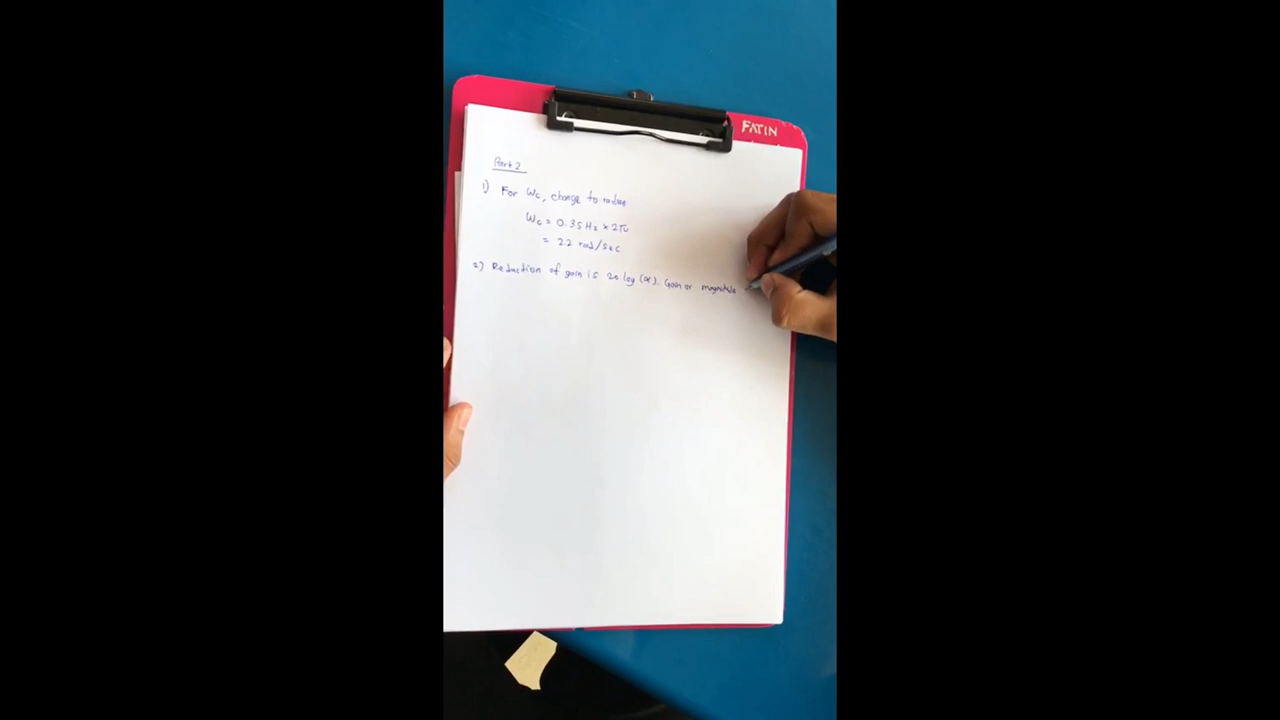 FATIN
Part 2
1) For Wc, change to radian
Wc = 0.35 Hz × 2π
= 2.2 rad/sec
2) Reduction of gain is 20 log (α). Gain or magnitude